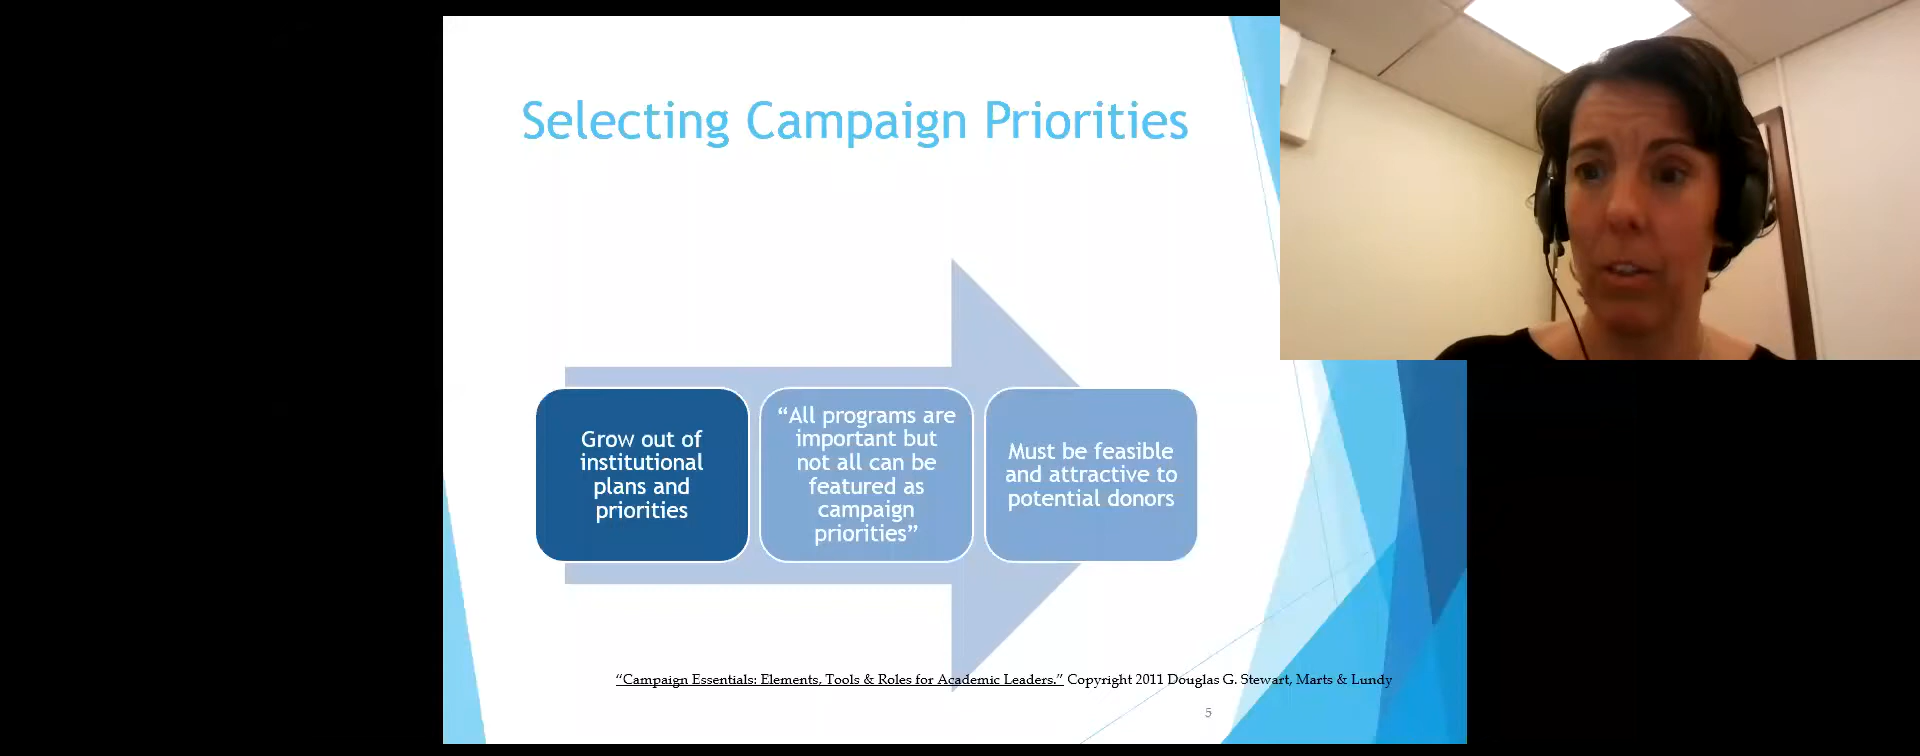 Selecting Campaign Priorities
Grow out of
institutional
plans and
priorities
“All programs are
important but
not all can be
featured as
campaign
priorities”
Must be feasible
and attractive to
potential donors
“Campaign Essentials: Elements, Tools & Roles for Academic Leaders.” Copyright 2011 Douglas G. Stewart, Marts & Lundy
5